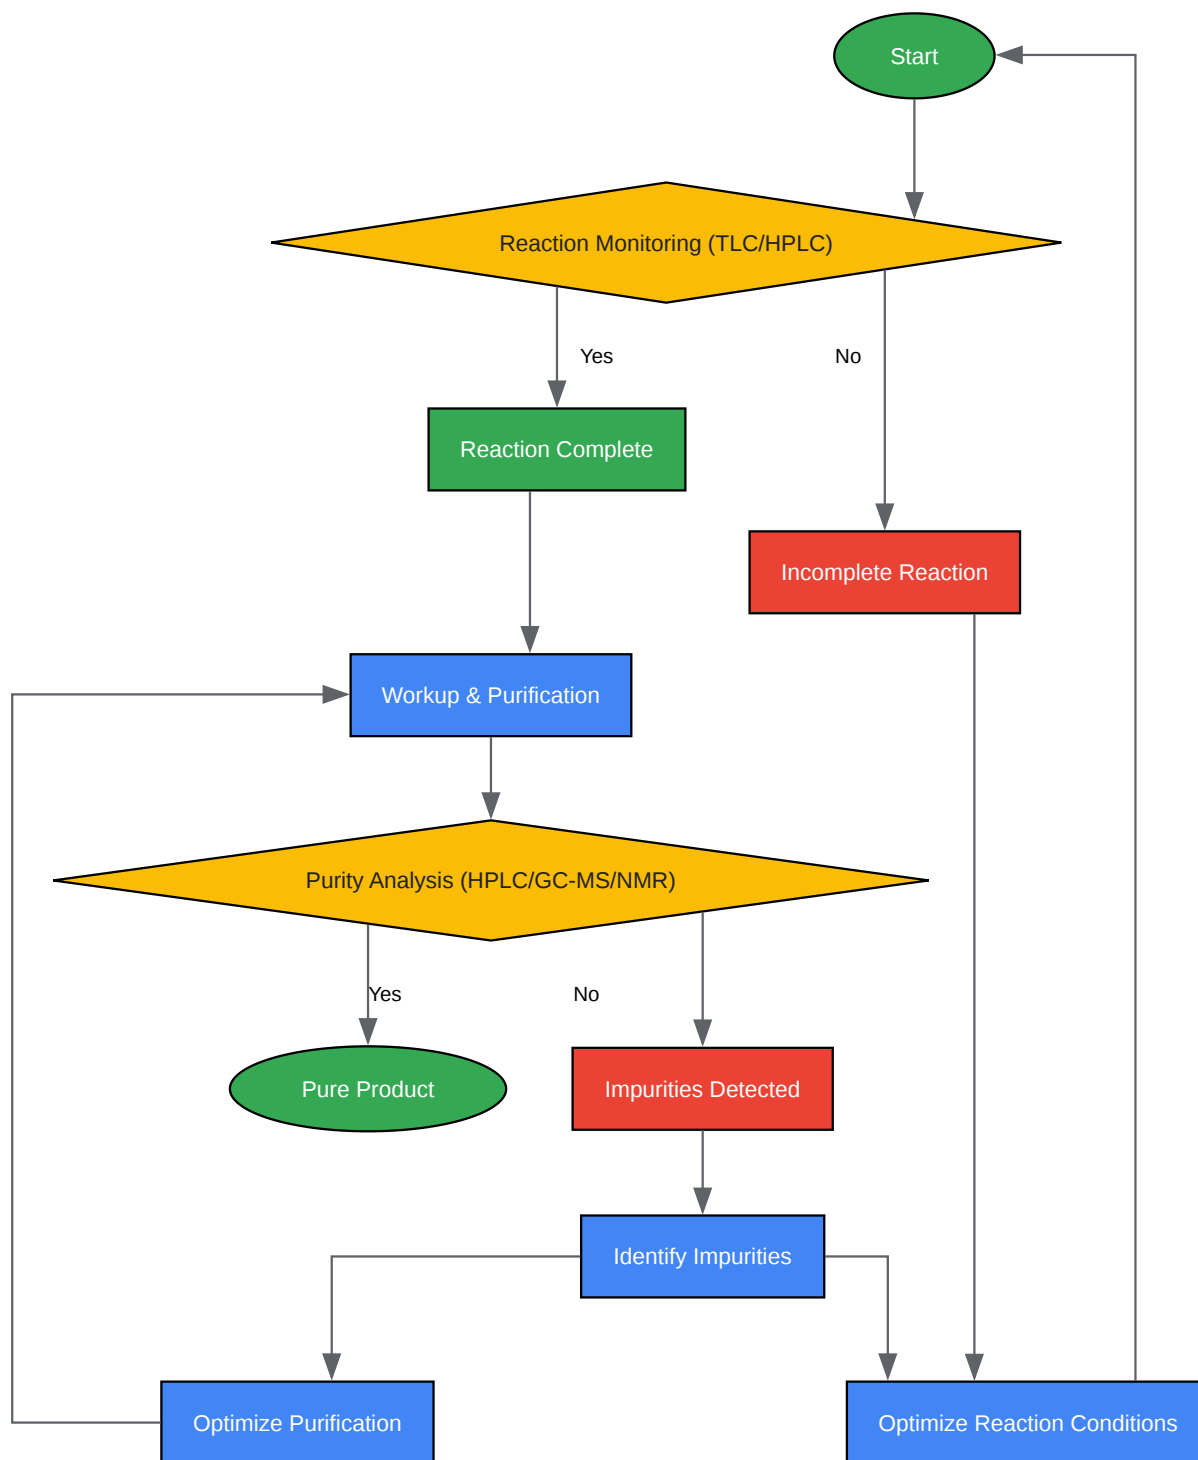 Start
Reaction Monitoring (TLC/HPLC)
Yes
No
Reaction Complete
Incomplete Reaction
Workup & Purification
Purity Analysis (HPLC/GC-MS/NMR)
Yes
No
Pure Product
Impurities Detected
Identify Impurities
Optimize Purification
Optimize Reaction Conditions